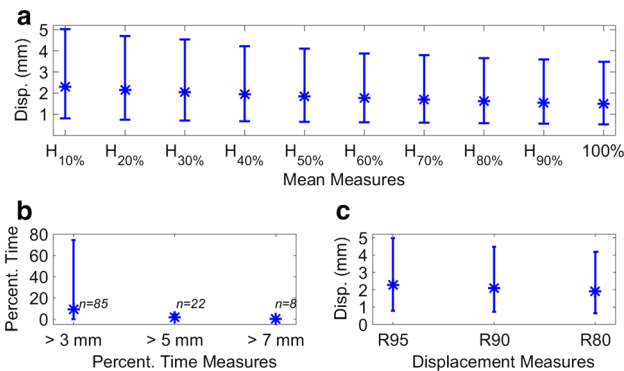 a
Disp. (mm)
5
4
3
2
1
H10% H20% H30% H40% H50% H60% H70% H80% H90% 100%
Mean Measures
b
Percent. Time
80
60
40
20
0
n=85
n=22
n=8
> 3 mm > 5 mm > 7 mm
Percent. Time Measures
c
Disp. (mm)
5
4
3
2
1
0
R95 R90 R80
Displacement Measures